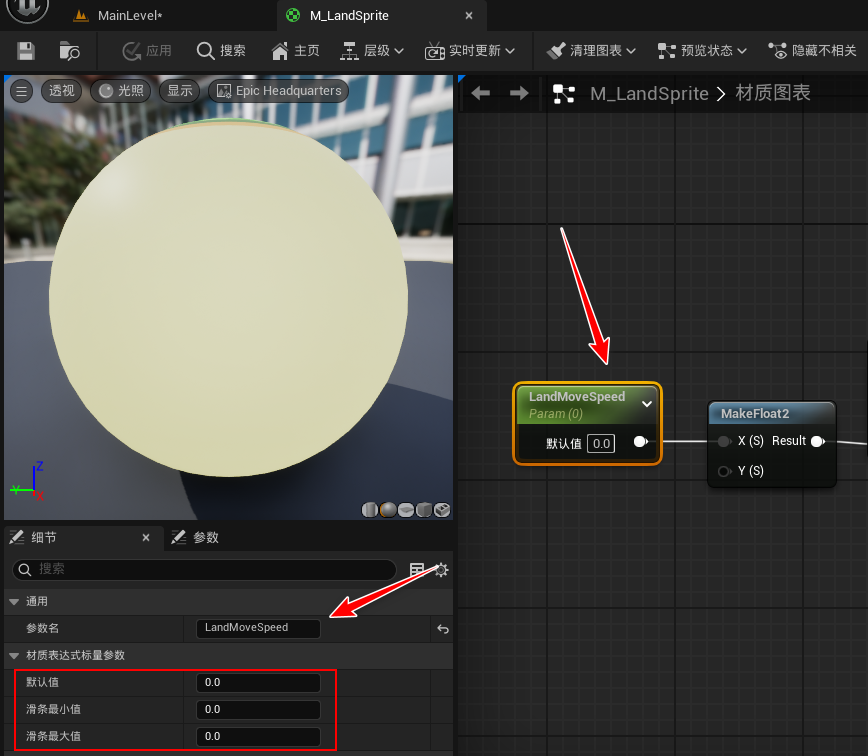 MainLevel*
M_LandSprite
应用
搜索
主页
层级
实时更新
清理图表
预览状态
隐藏不相关
透视
光照
显示
Epic Headquarters
M_LandSprite > 材质图表
LandMoveSpeed
Param (0)
默认值 0.0
MakeFloat2
X (S) Result
Y (S)
Z
Y
X
细节
参数
搜索
通用
参数名 LandMoveSpeed
材质表达式标量参数
默认值 0.0
滑条最小值 0.0
滑条最大值 0.0